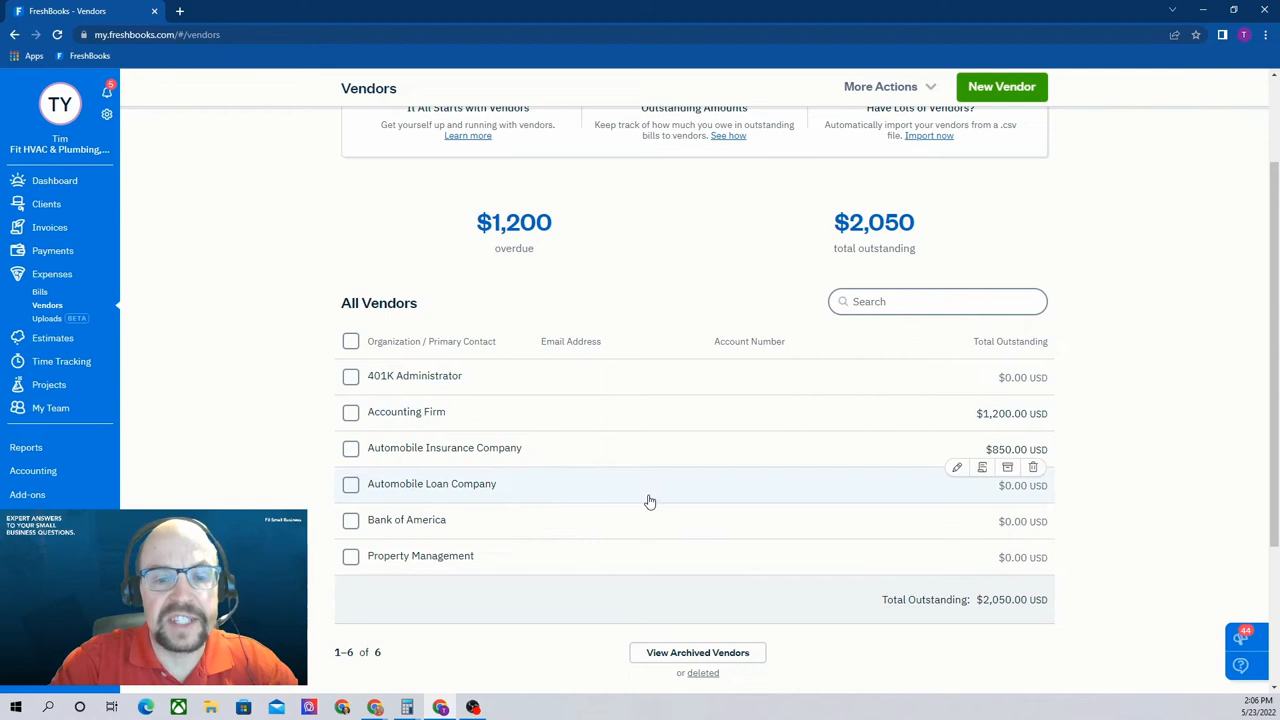 FreshBooks - Vendors
my.freshbooks.com/#/vendors
T
Apps
FreshBooks
TY
5
Tim
Fit HVAC & Plumbing,...
Dashboard
Clients
Invoices
Payments
Expenses
Bills
Vendors
Uploads BETA
Estimates
Time Tracking
Projects
My Team
Reports
Accounting
Add-ons
Vendors
More Actions
New Vendor
It All Starts with Vendors
Get yourself up and running with vendors.
Learn more
Outstanding Amounts
Keep track of how much you owe in outstanding
bills to vendors. See how
Have Lots of Vendors?
Automatically import your vendors from a .csv
file. Import now
$1,200
overdue
$2,050
total outstanding
All Vendors
Search
Organization / Primary Contact Email Address Account Number Total Outstanding
401K Administrator $0.00 USD
Accounting Firm $1,200.00 USD
Automobile Insurance Company $850.00 USD
Automobile Loan Company $0.00 USD
Bank of America $0.00 USD
Property Management $0.00 USD
Total Outstanding: $2,050.00 USD
1–6 of 6
View Archived Vendors
or deleted
EXPERT ANSWERS
TO YOUR SMALL
BUSINESS QUESTIONS.
Fit Small Business
44
2:06 PM
5/23/2022